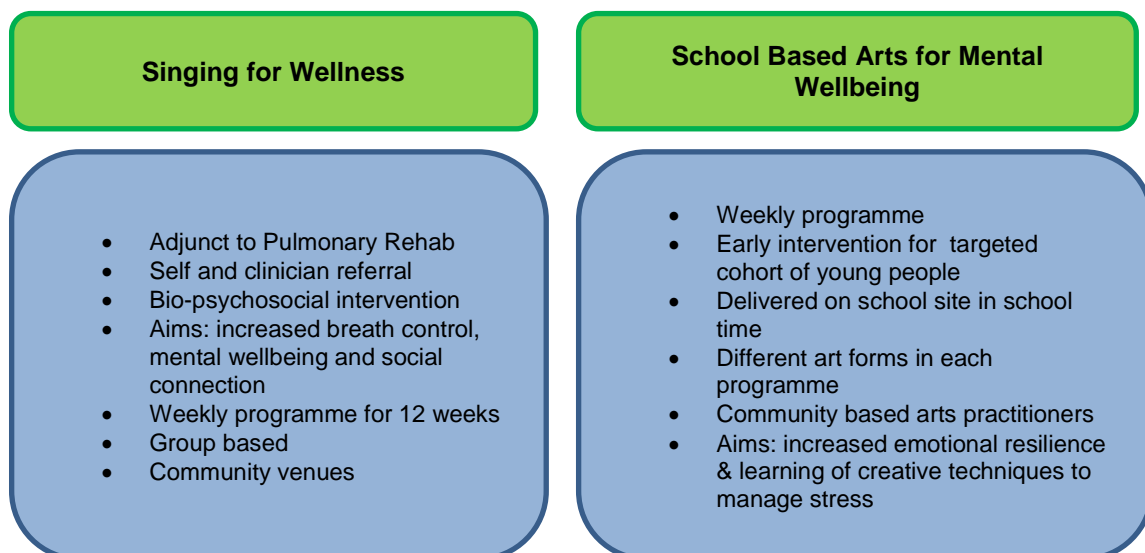 Singing for Wellness
• Adjunct to Pulmonary Rehab
• Self and clinician referral
• Bio-psychosocial intervention
• Aims: increased breath control,
mental wellbeing and social
connection
• Weekly programme for 12 weeks
• Group based
• Community venues
School Based Arts for Mental
Wellbeing
• Weekly programme
• Early intervention for targeted
cohort of young people
• Delivered on school site in school
time
• Different art forms in each
programme
• Community based arts practitioners
• Aims: increased emotional resilience
& learning of creative techniques to
manage stress